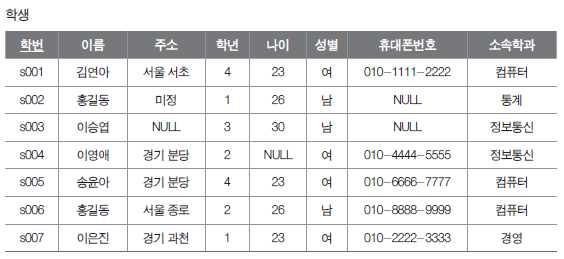 학생
학번 이름 주소 학년 나이 성별 휴대폰번호 소속학과
s001 김연아 서울 서초 4 23 여 010-1111-2222 컴퓨터
s002 홍길동 미정 1 26 남 NULL 통계
s003 이승엽 NULL 3 30 남 NULL 정보통신
s004 이영애 경기 분당 2 NULL 여 010-4444-5555 정보통신
s005 송윤아 경기 분당 4 23 여 010-6666-7777 컴퓨터
s006 홍길동 서울 종로 2 26 남 010-8888-9999 컴퓨터
s007 이은진 경기 과천 1 23 여 010-2222-3333 경영